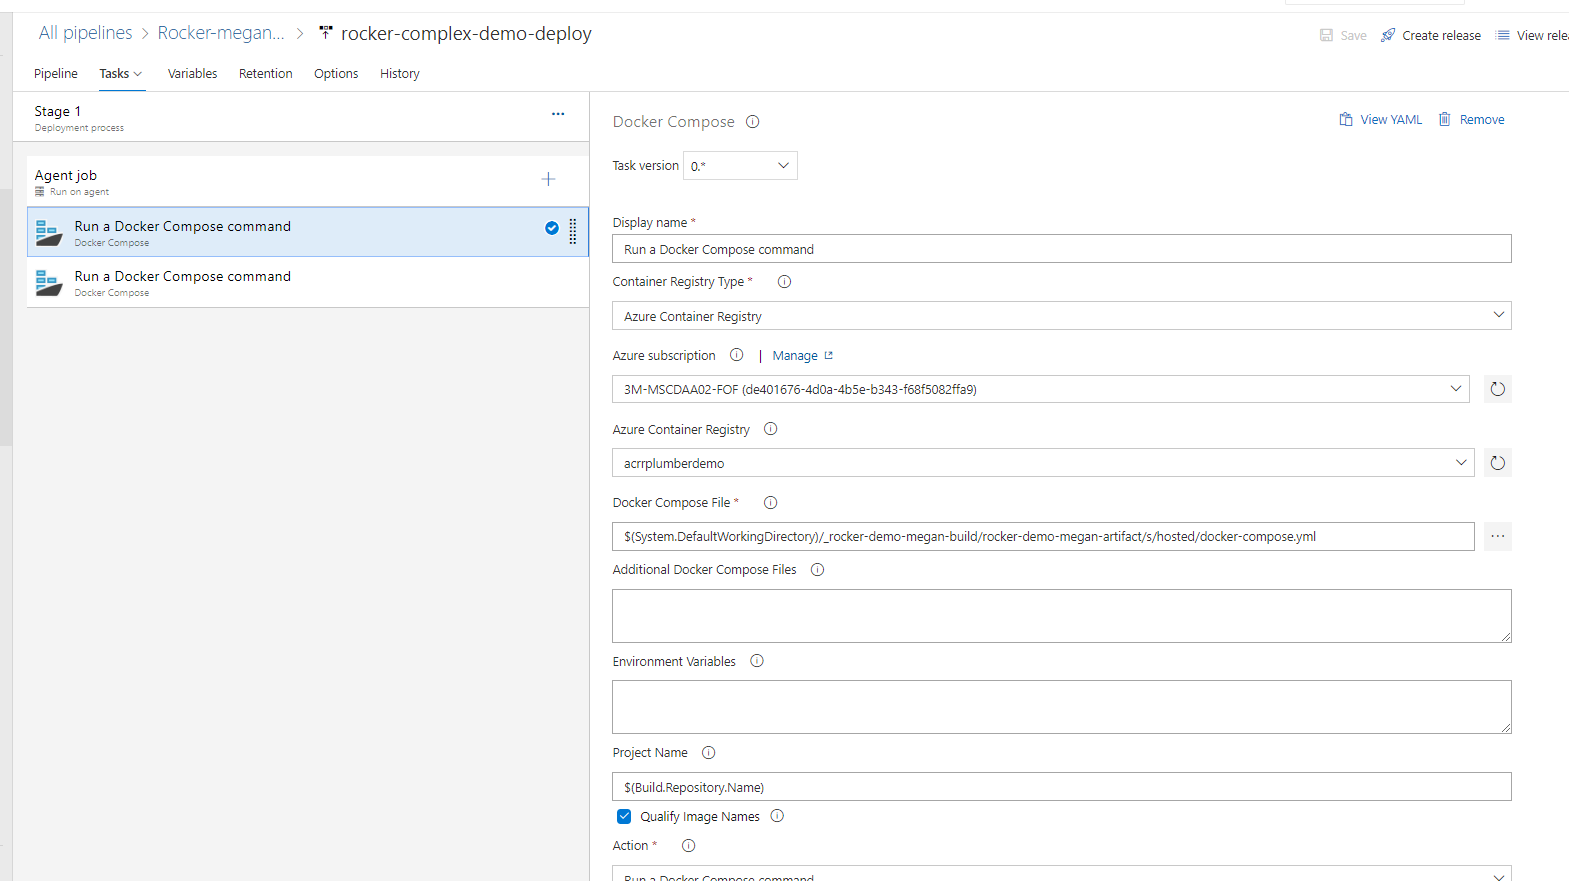 All pipelines > Rocker-megan... > rocker-complex-demo-deploy
Save Create release View rele
Pipeline Tasks Variables Retention Options History
Stage 1
Deployment process
Agent job
Run on agent
Run a Docker Compose command
Docker Compose
Run a Docker Compose command
Docker Compose
Docker Compose
View YAML Remove
Task version 0.*
Display name *
Run a Docker Compose command
Container Registry Type *
Azure Container Registry
Azure subscription | Manage
3M-MSCDAA02-FOF (de401676-4d0a-4b5e-b343-f68f5082ffa9)
Azure Container Registry
acrrplumberdemo
Docker Compose File *
$(System.DefaultWorkingDirectory)/_rocker-demo-megan-build/rocker-demo-megan-artifact/s/hosted/docker-compose.yml
Additional Docker Compose Files
Environment Variables
Project Name
$(Build.Repository.Name)
Qualify Image Names
Action *
Run a Docker Compose command